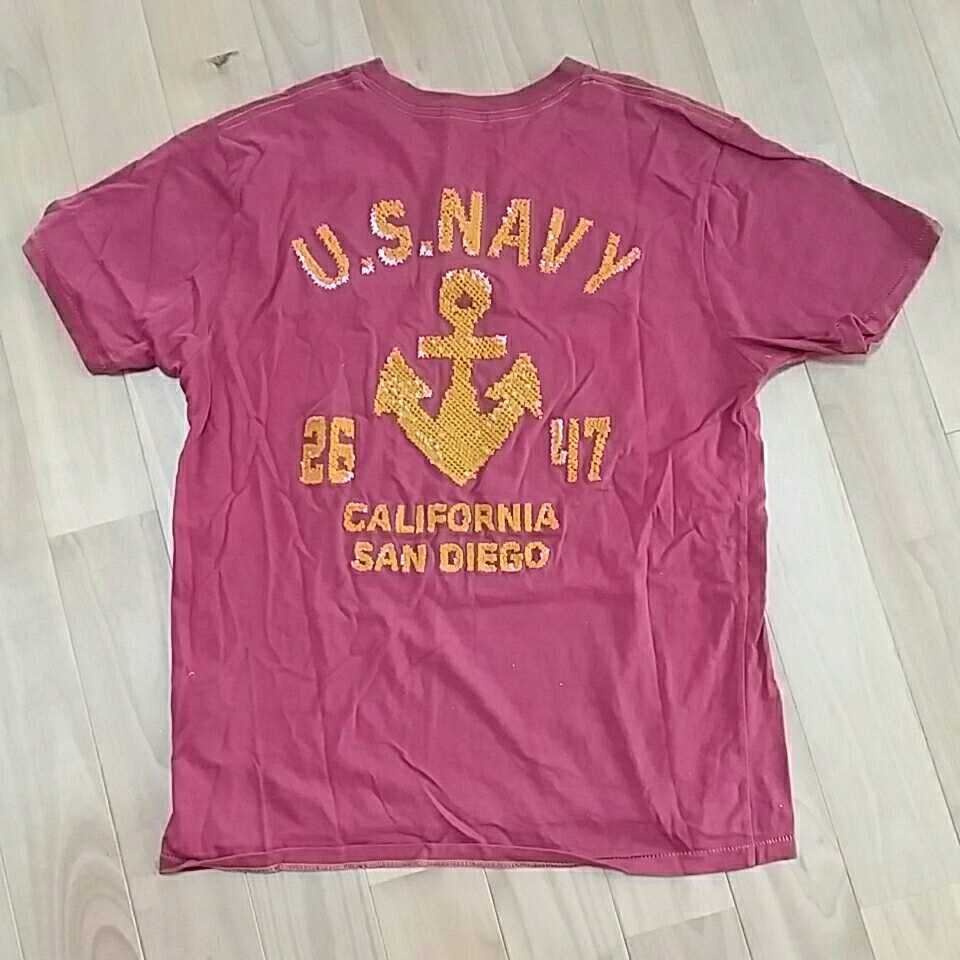 U.S.NAVY
26 47
CALIFORNIA
SAN DIEGO